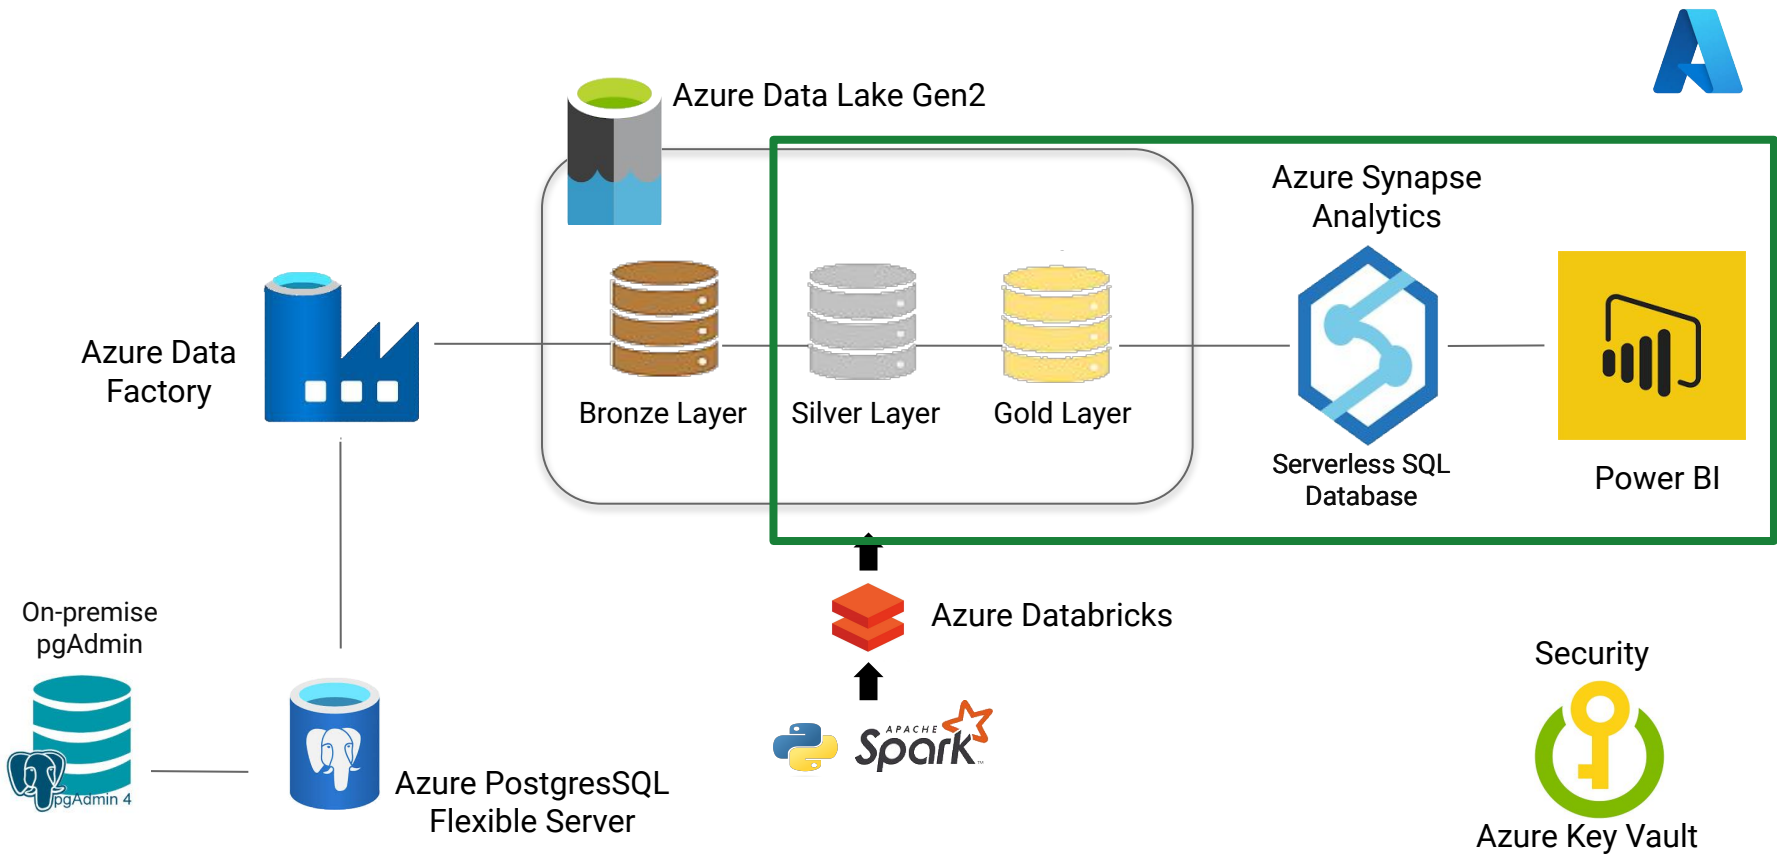 Azure Data Lake Gen2
Azure Synapse
Analytics
Azure Data
Factory
Bronze Layer
Silver Layer
Gold Layer
Serverless SQL
Database
Power BI
On-premise
pgAdmin
Azure Databricks
Security
APACHE
Spark
TM
pgAdmin 4
Azure PostgresSQL
Flexible Server
Azure Key Vault